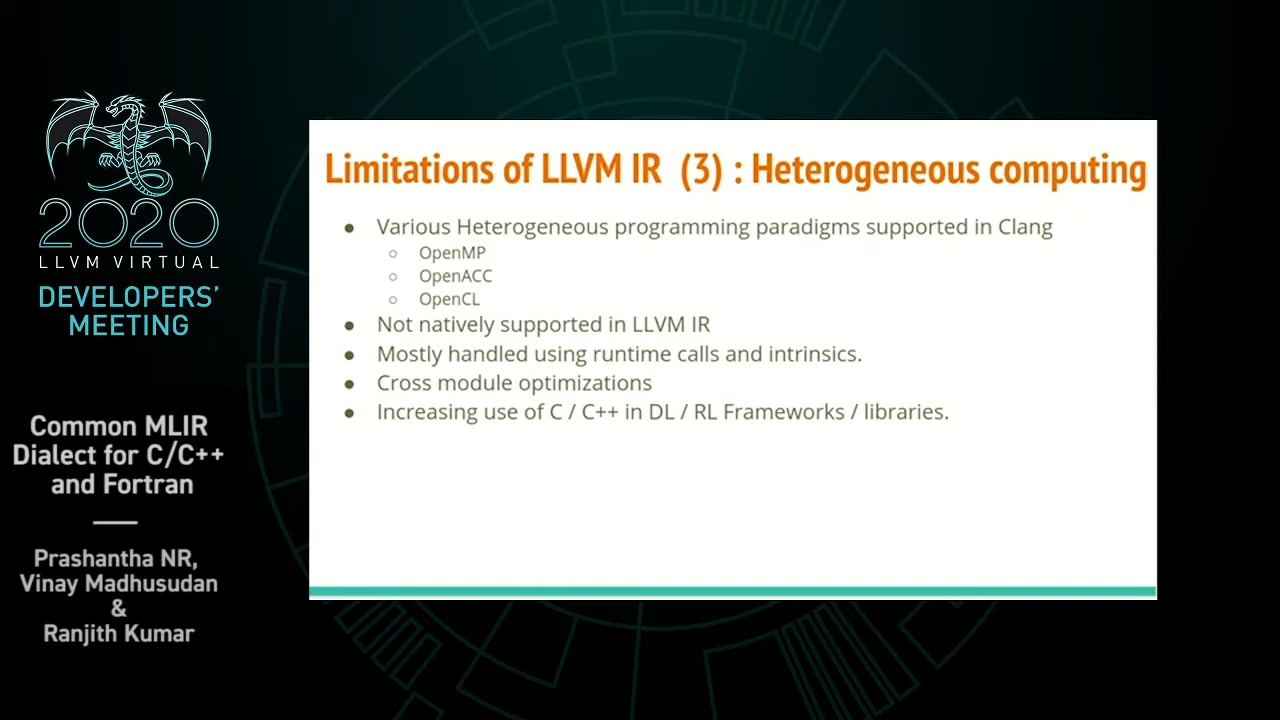 2020
LLVM VIRTUAL
DEVELOPERS'
MEETING
Common MLIR
Dialect for C/C++
and Fortran
Prashantha NR,
Vinay Madhusudan
&
Ranjith Kumar
Limitations of LLVM IR (3) : Heterogeneous computing
● Various Heterogeneous programming paradigms supported in Clang
○ OpenMP
○ OpenACC
○ OpenCL
● Not natively supported in LLVM IR
● Mostly handled using runtime calls and intrinsics.
● Cross module optimizations
● Increasing use of C / C++ in DL / RL Frameworks / libraries.